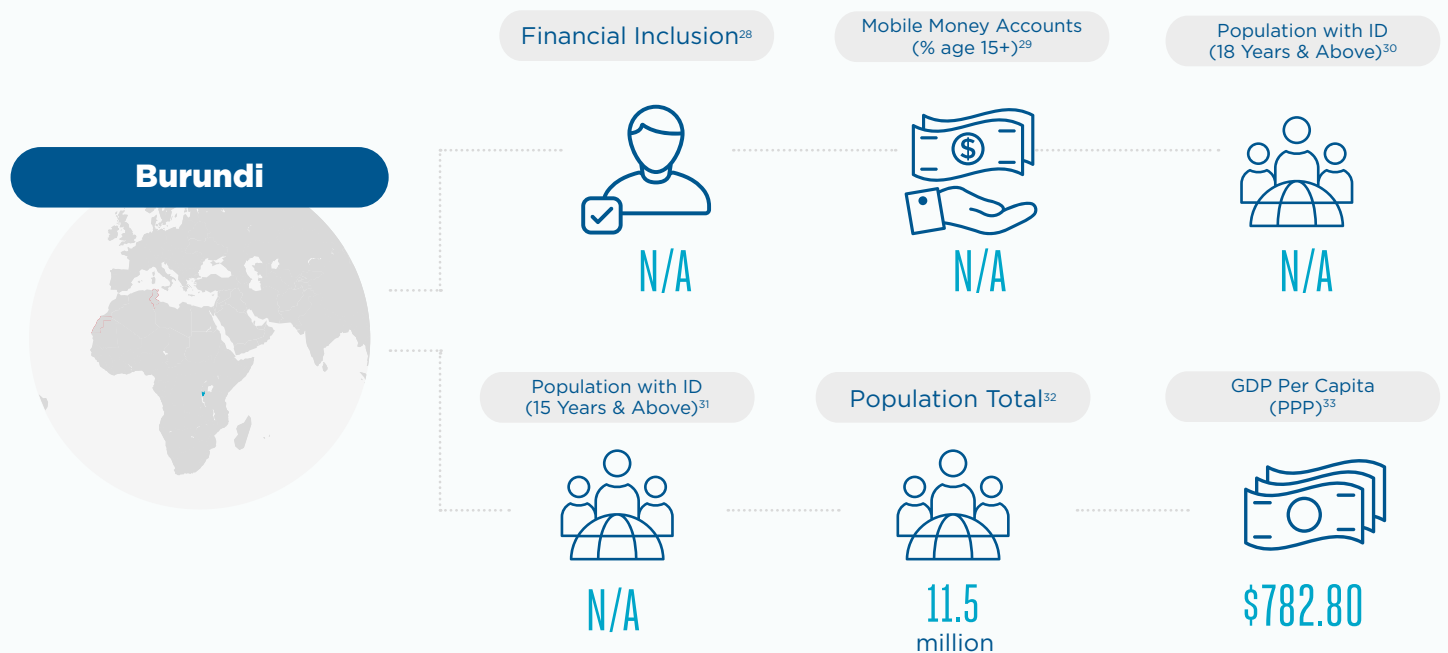 Burundi
Financial Inclusion²⁸
N/A
Mobile Money Accounts
(% age 15+)²⁹
$
N/A
Population with ID
(18 Years & Above)³⁰
N/A
Population with ID
(15 Years & Above)³¹
N/A
Population Total³²
11.5
million
GDP Per Capita
(PPP)³³
$782.80